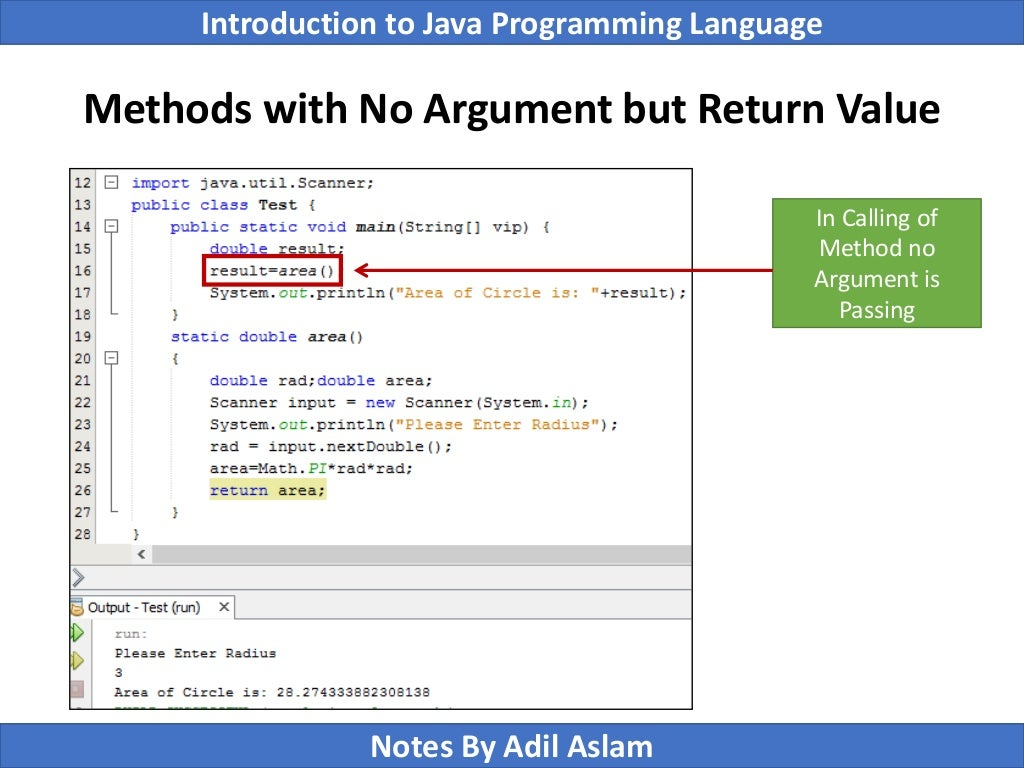 Introduction to Java Programming Language
Methods with No Argument but Return Value
12 import java.util.Scanner;
13 public class Test {
14 public static void main(String[] vip) {
15 double result;
16 result=area()
17 System.out.println("Area of Circle is: "+result);
18 }
19 static double area()
20 {
21 double rad;double area;
22 Scanner input = new Scanner(System.in);
23 System.out.println("Please Enter Radius");
24 rad = input.nextDouble();
25 area=Math.PI*rad*rad;
26 return area;
27 }
28 }
In Calling of
Method no
Argument is
Passing
Output - Test (run)
run:
Please Enter Radius
3
Area of Circle is: 28.274333882308138
Notes By Adil Aslam